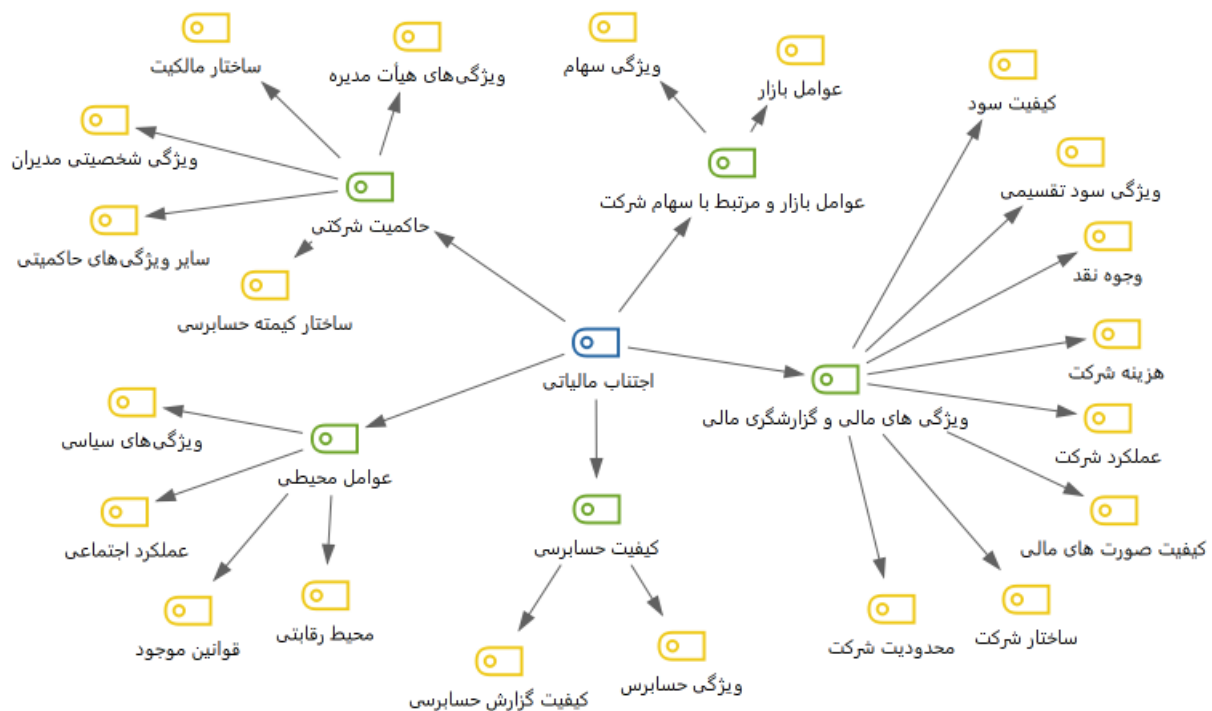 ساختار مالکیت
ویژگی‌های هیأت مدیره
ویژگی سهام
عوامل بازار
کیفیت سود
ویژگی شخصیتی مدیران
ویژگی سود تقسیمی
عوامل بازار و مرتبط با سهام شرکت
حاکمیت شرکتی
سایر ویژگی‌های حاکمیتی
وجوه نقد
ساختار کیمته حسابرسی
هزینه شرکت
اجتناب مالیاتی
ویژگی های مالی و گزارشگری مالی
ویژگی‌های سیاسی
عملکرد شرکت
عوامل محیطی
عملکرد اجتماعی
کیفیت حسابرسی
کیفیت صورت های مالی
محیط رقابتی
قوانین موجود
محدودیت شرکت
ساختار شرکت
ویژگی حسابرس
کیفیت گزارش حسابرسی